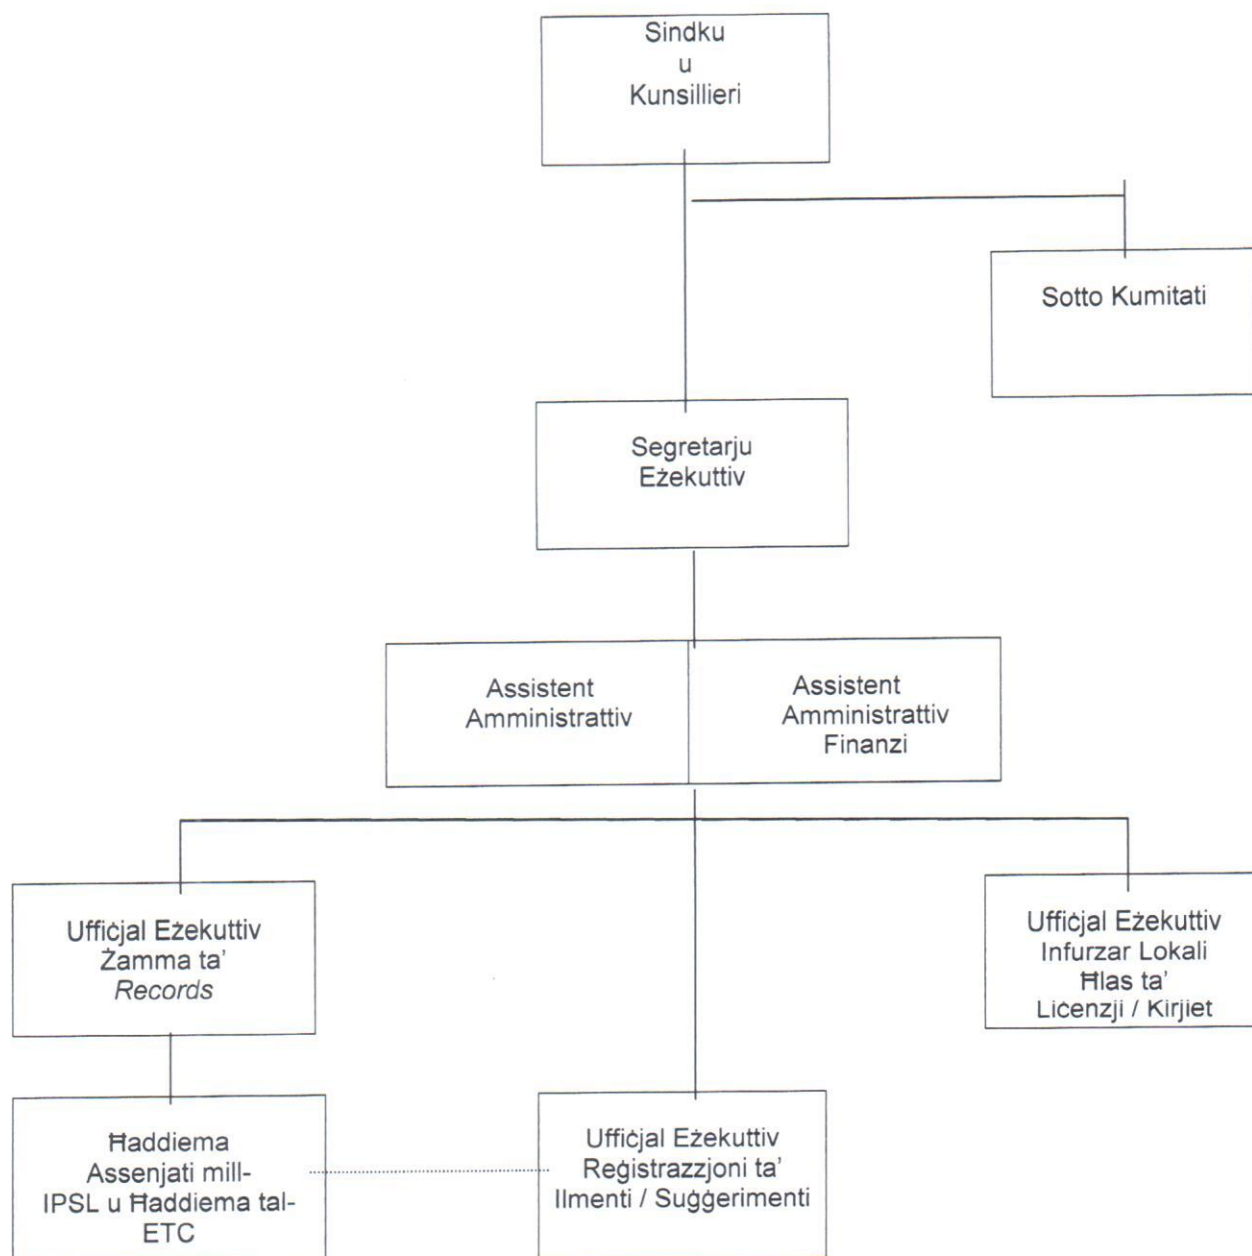 Sindku
u
Kunsillieri
Sotto Kumitati
Segretarju
Eżekuttiv
Assistent
Amministrattiv
Assistent
Amministrattiv
Finanzi
Uffiċjal Eżekuttiv
Żamma ta'
Records
Uffiċjal Eżekuttiv
Infurzar Lokali
Ħlas ta'
Liċenzji / Kirjiet
Ħaddiema
Assenjati mill-
IPSL u Ħaddiema tal-
ETC
Uffiċjal Eżekuttiv
Reġistrazzjoni ta'
Ilmenti / Suġġerimenti